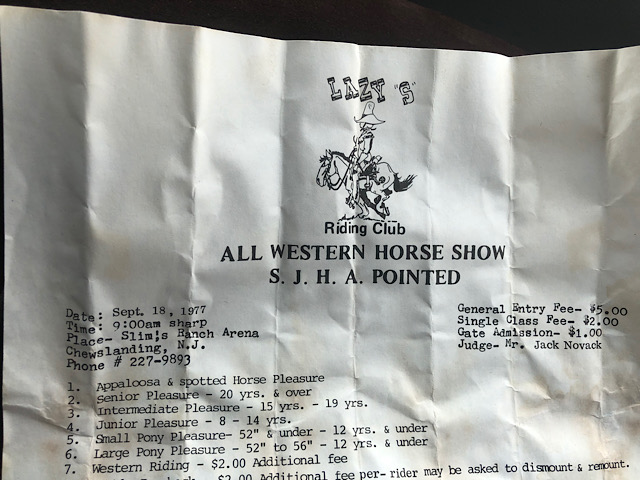 LAZY "S"
Riding Club
ALL WESTERN HORSE SHOW
S. J. H. A. POINTED
Date: Sept. 18, 1977
Time: 9:00am sharp
Place- Slim;s Ranch Arena
Chewslanding, N.J.
Phone # 227-9893
General Entry Fee- $5.00
Single Class Fee- $2.00
Gate Admission- $1.00
Judge- Mr. Jack Novack
1. Appaloosa & spotted Horse Pleasure
2. Senior Pleasure - 20 yrs. & over
3. Intermediate Pleasure - 15 yrs. - 19 yrs.
4. Junior Pleasure - 8 - 14 yrs.
5. Small Pony Pleasure- 52" & under - 12 yrs. & under
6. Large Pony Pleasure - 52" to 56" - 12 yrs. & under
7. Western Riding - $2.00 Additional fee
$2.00 Additional fee per- rider may be asked to dismount & remount.